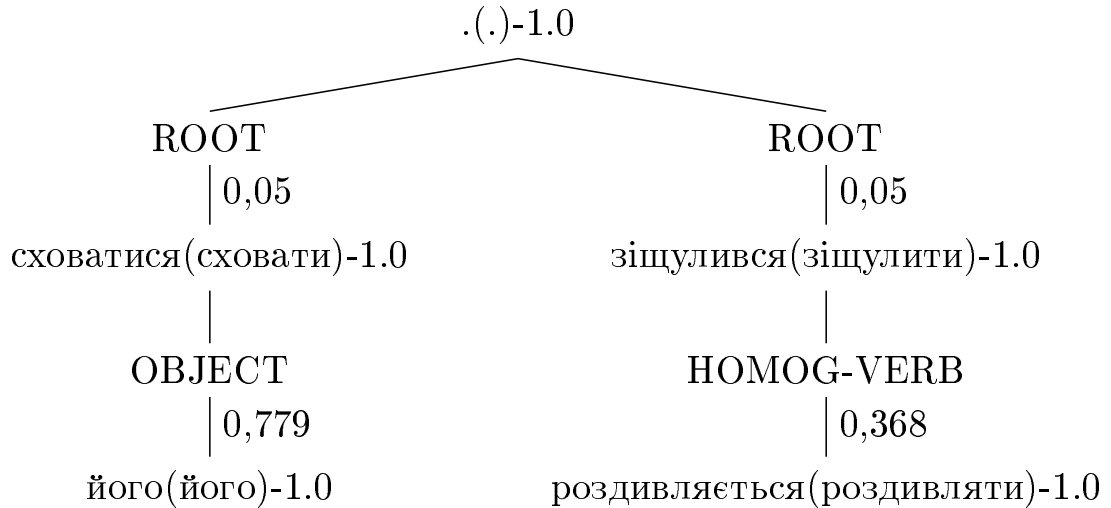 .(.)-1.0
ROOT ROOT
0,05 0,05
сховатися(сховати)-1.0 зіщулився(зіщулити)-1.0
OBJECT HOMOG-VERB
0,779 0,368
його(його)-1.0 роздивляється(роздивляти)-1.0